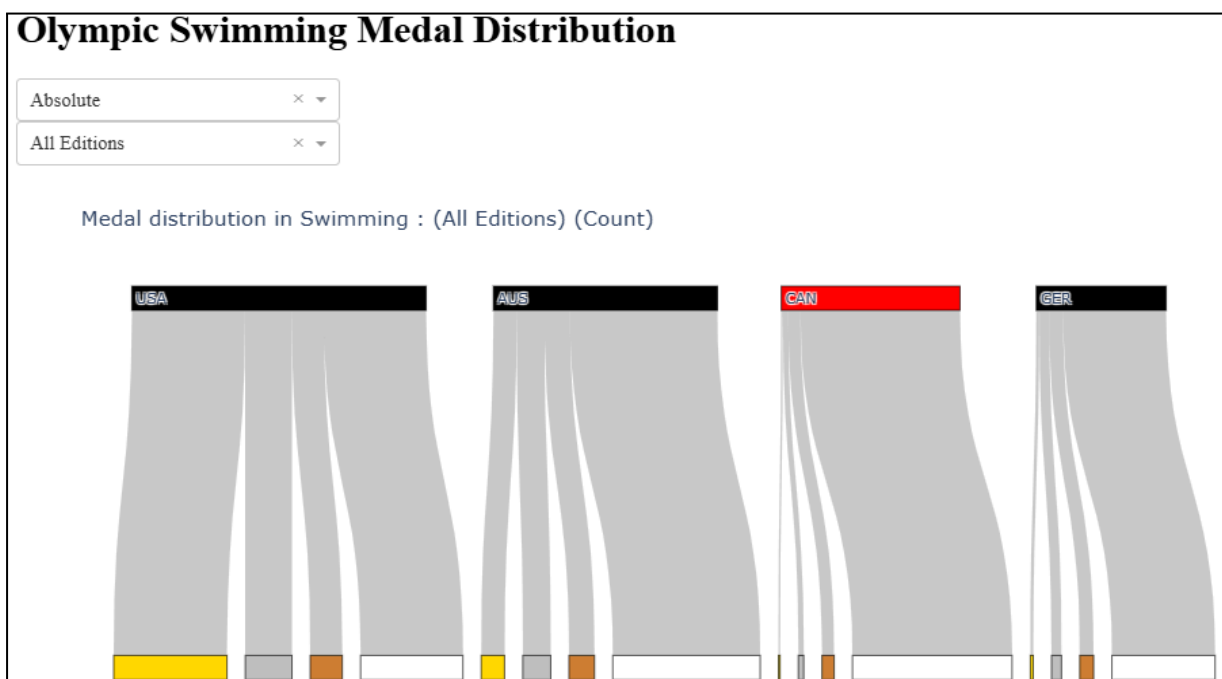 Olympic Swimming Medal Distribution
Absolute
All Editions
Medal distribution in Swimming : (All Editions) (Count)
USA
AUS
CAN
GER